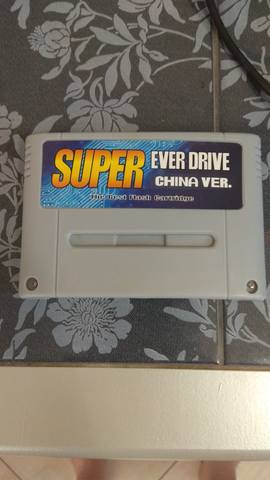 SUPER EVER DRIVE
CHINA VER.
The Best Flash Cartridge